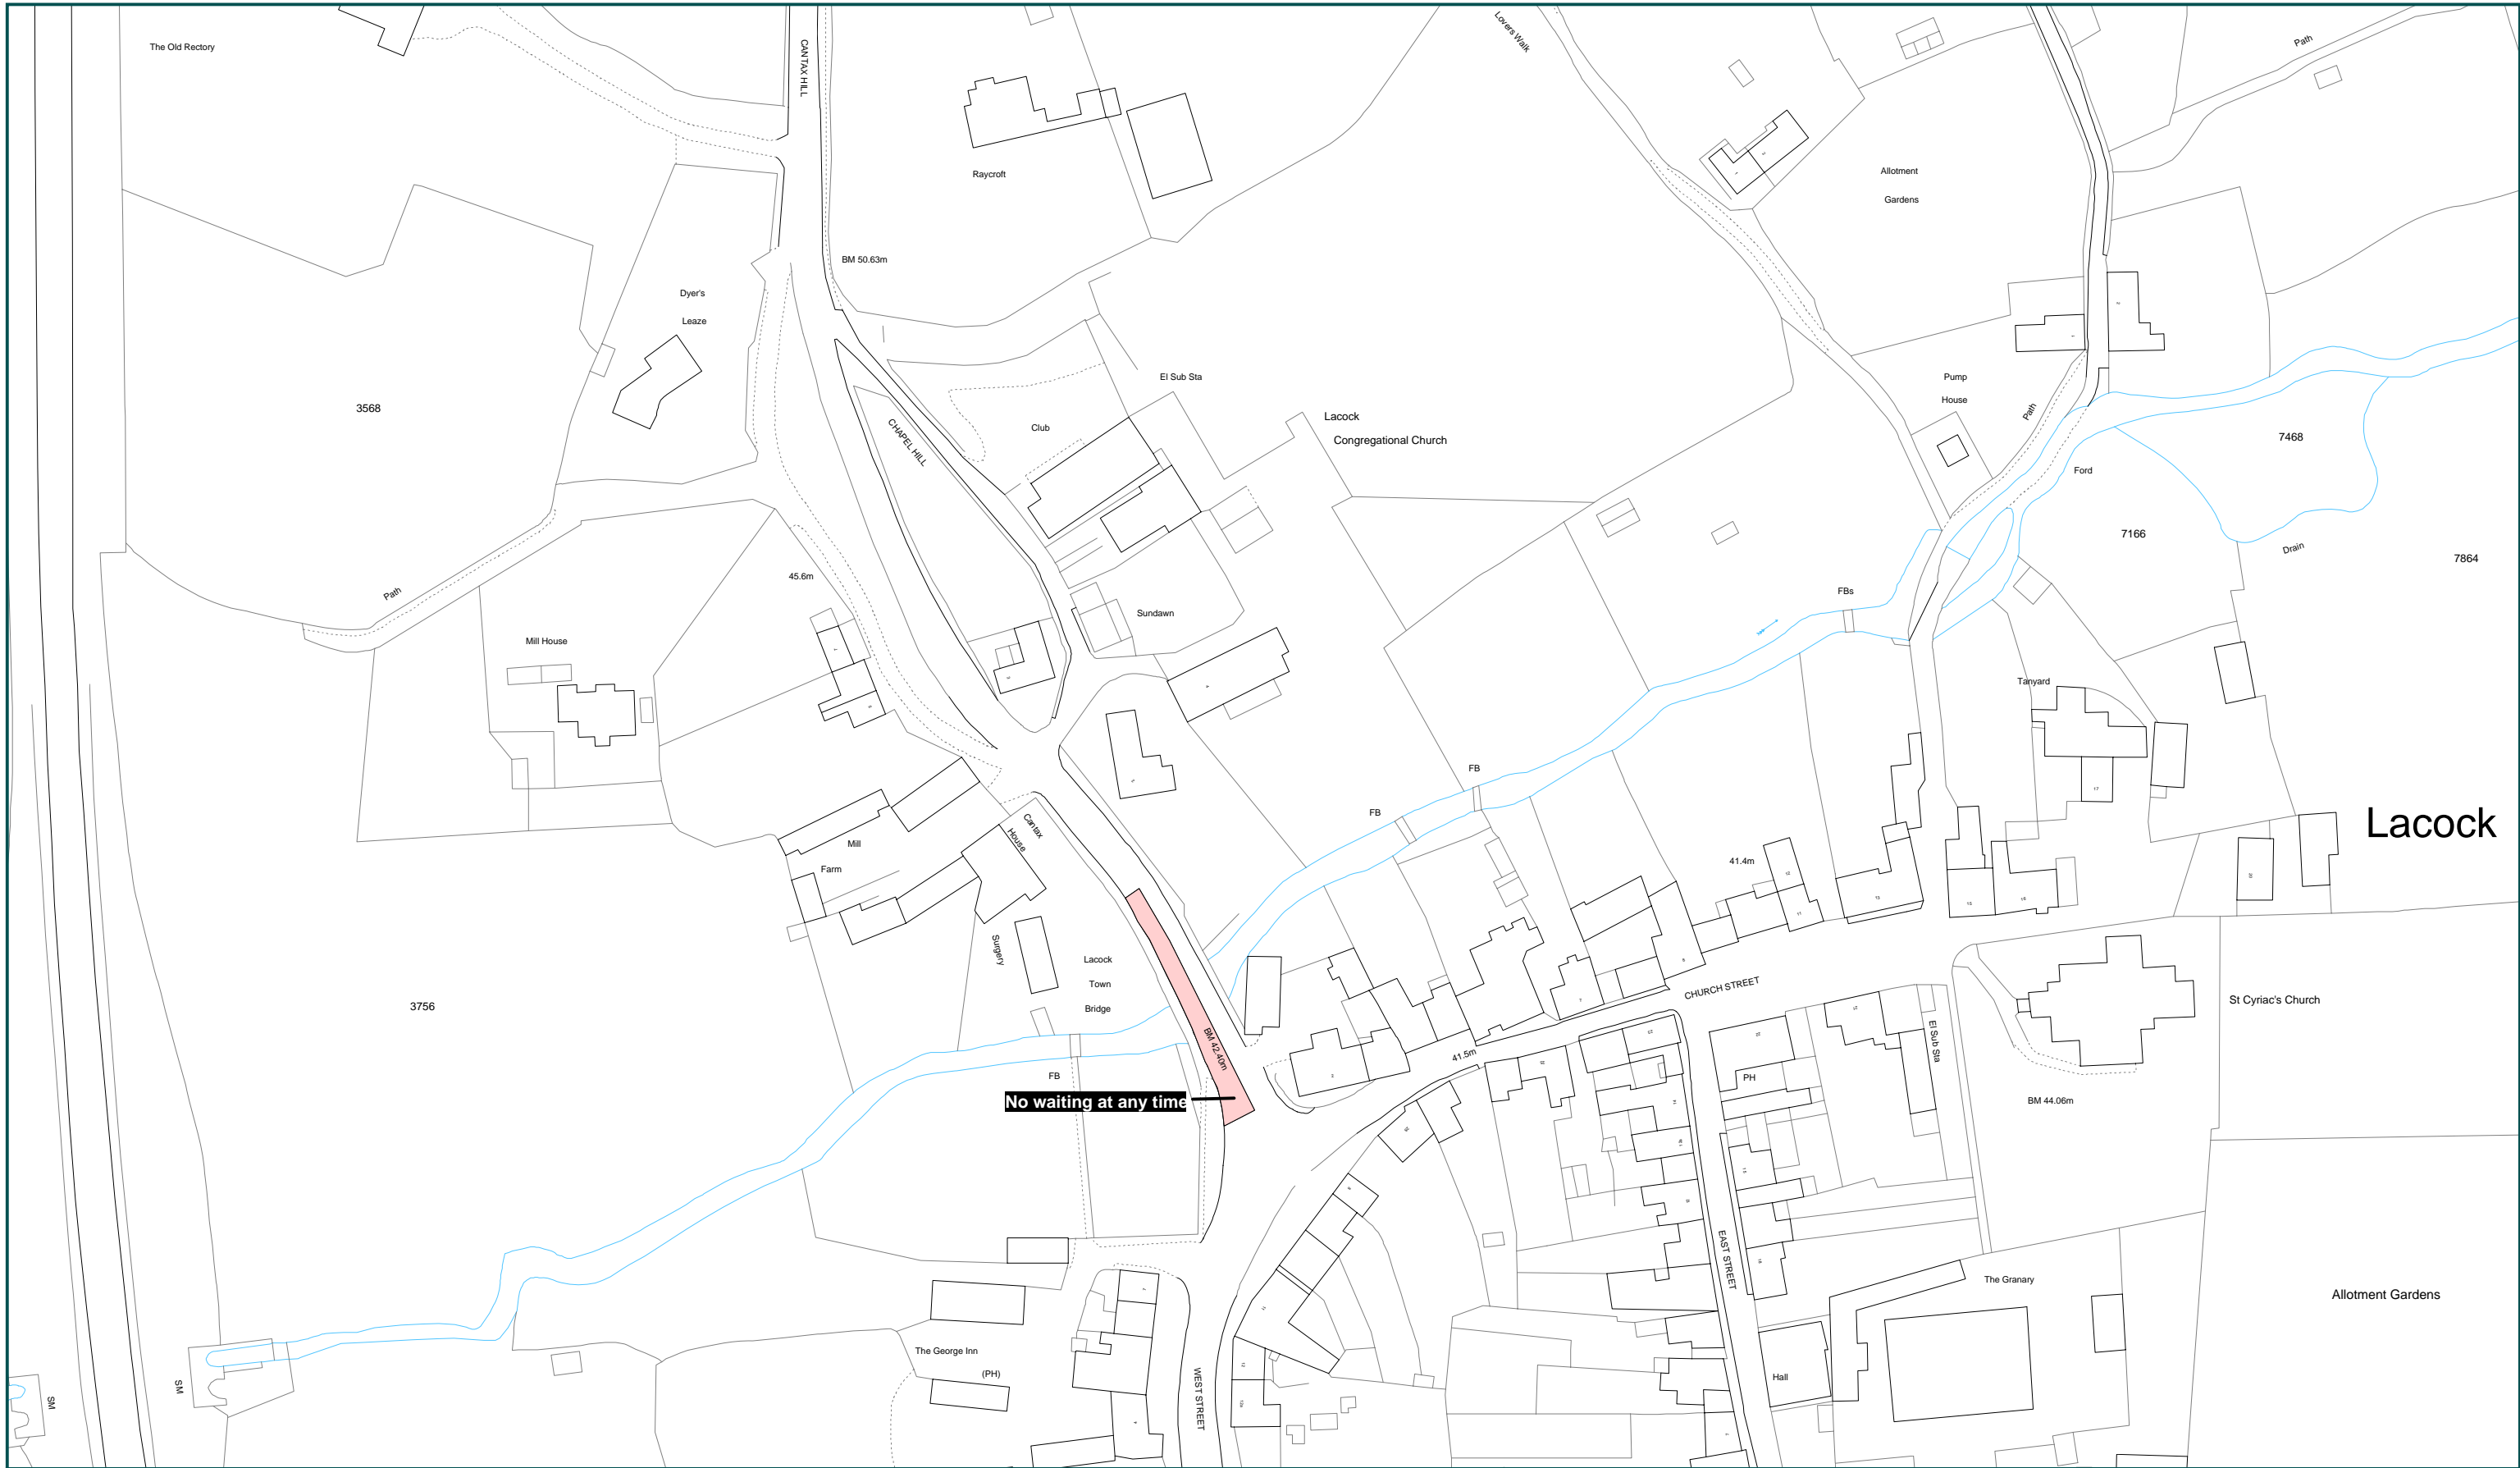 The Old Rectory
CANTAX HILL
Lovers Walk
Path
Raycroft
Allotment
Gardens
BM 50.63m
Dyer's
Leaze
3568
El Sub Sta
Pump
House
Path
Lacock
Congregational Church
Club
CHAPEL HILL
7468
Ford
7166
Drain
7864
45.6m
Path
FBs
Mill House
Sundawn
Tanyard
FB
FB
Cantax
House
Lacock
Mill
Farm
41.4m
Surgery
Lacock
Town
Bridge
3756
CHURCH STREET
St Cyriac's Church
BM 42.40m
41.5m
El Sub Sta
FB
PH
No waiting at any time
BM 44.06m
EAST STREET
The Granary
Allotment Gardens
The George Inn
(PH)
WEST STREET
Hall
SM
SM